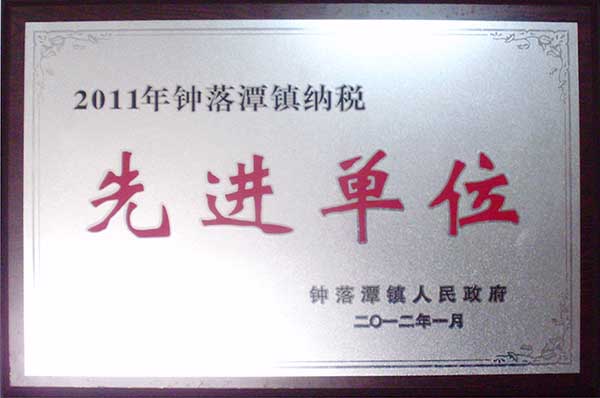 2011年钟落潭镇纳税
先进单位
钟落潭镇人民政府
二〇一二年一月